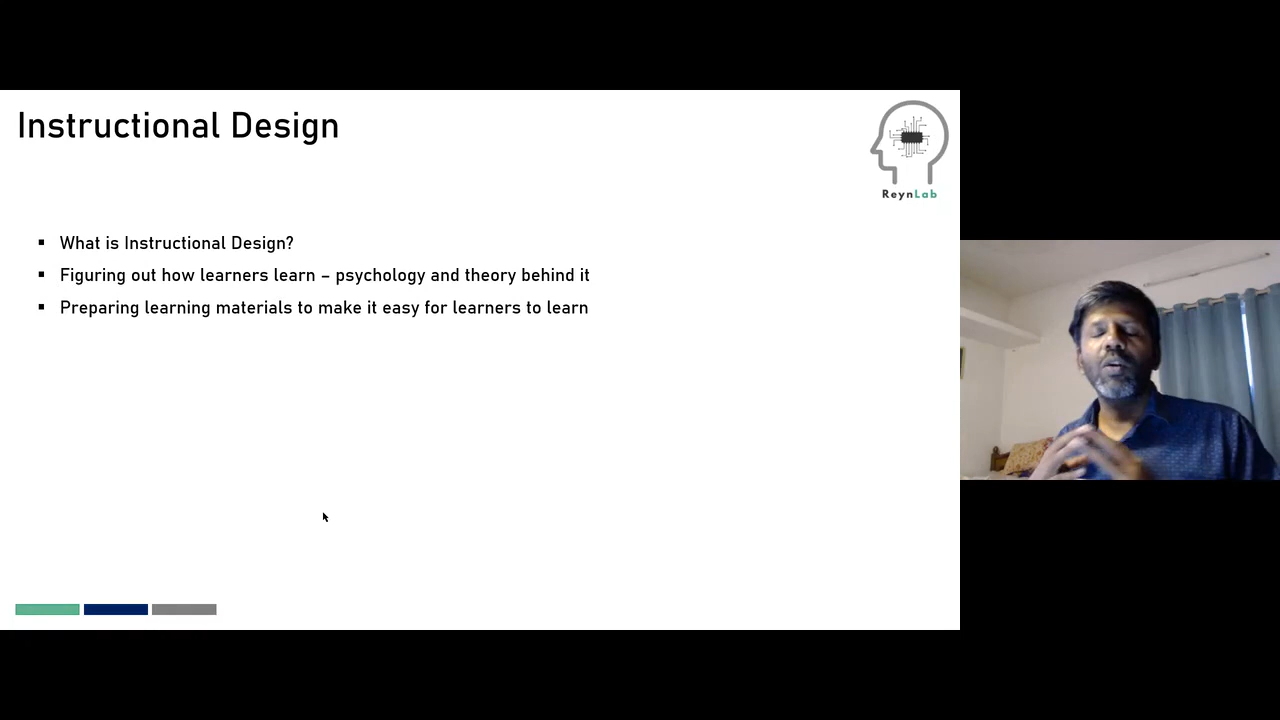 Instructional Design
ReynLab
▪ What is Instructional Design?
▪ Figuring out how learners learn – psychology and theory behind it
▪ Preparing learning materials to make it easy for learners to learn